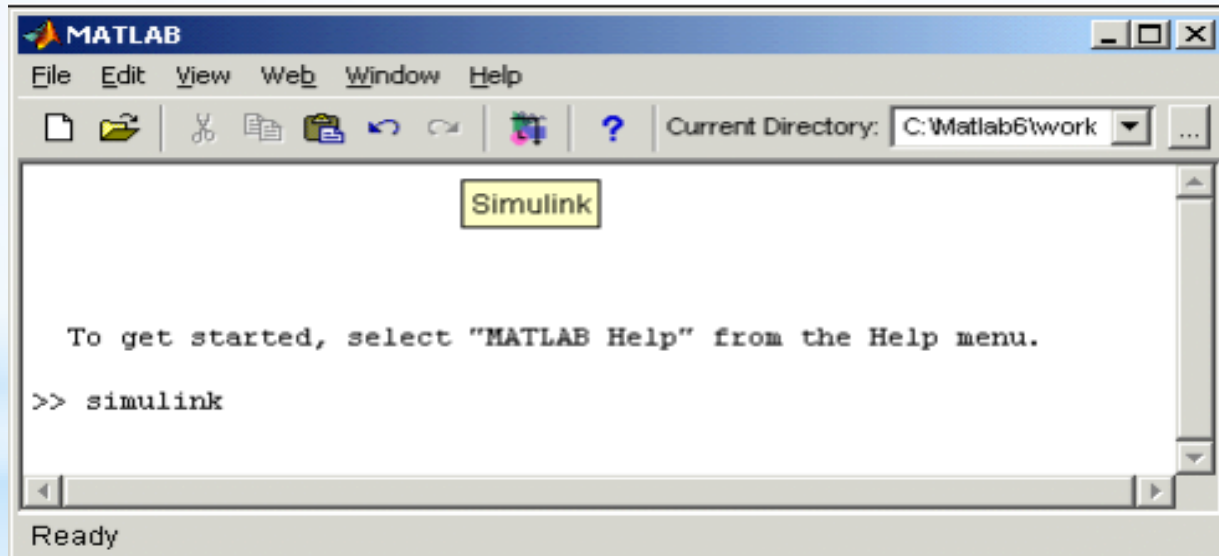 MATLAB
File Edit View Web Window Help
? Current Directory: C:\Matlab6\work ...
Simulink
To get started, select "MATLAB Help" from the Help menu.
>> simulink
Ready